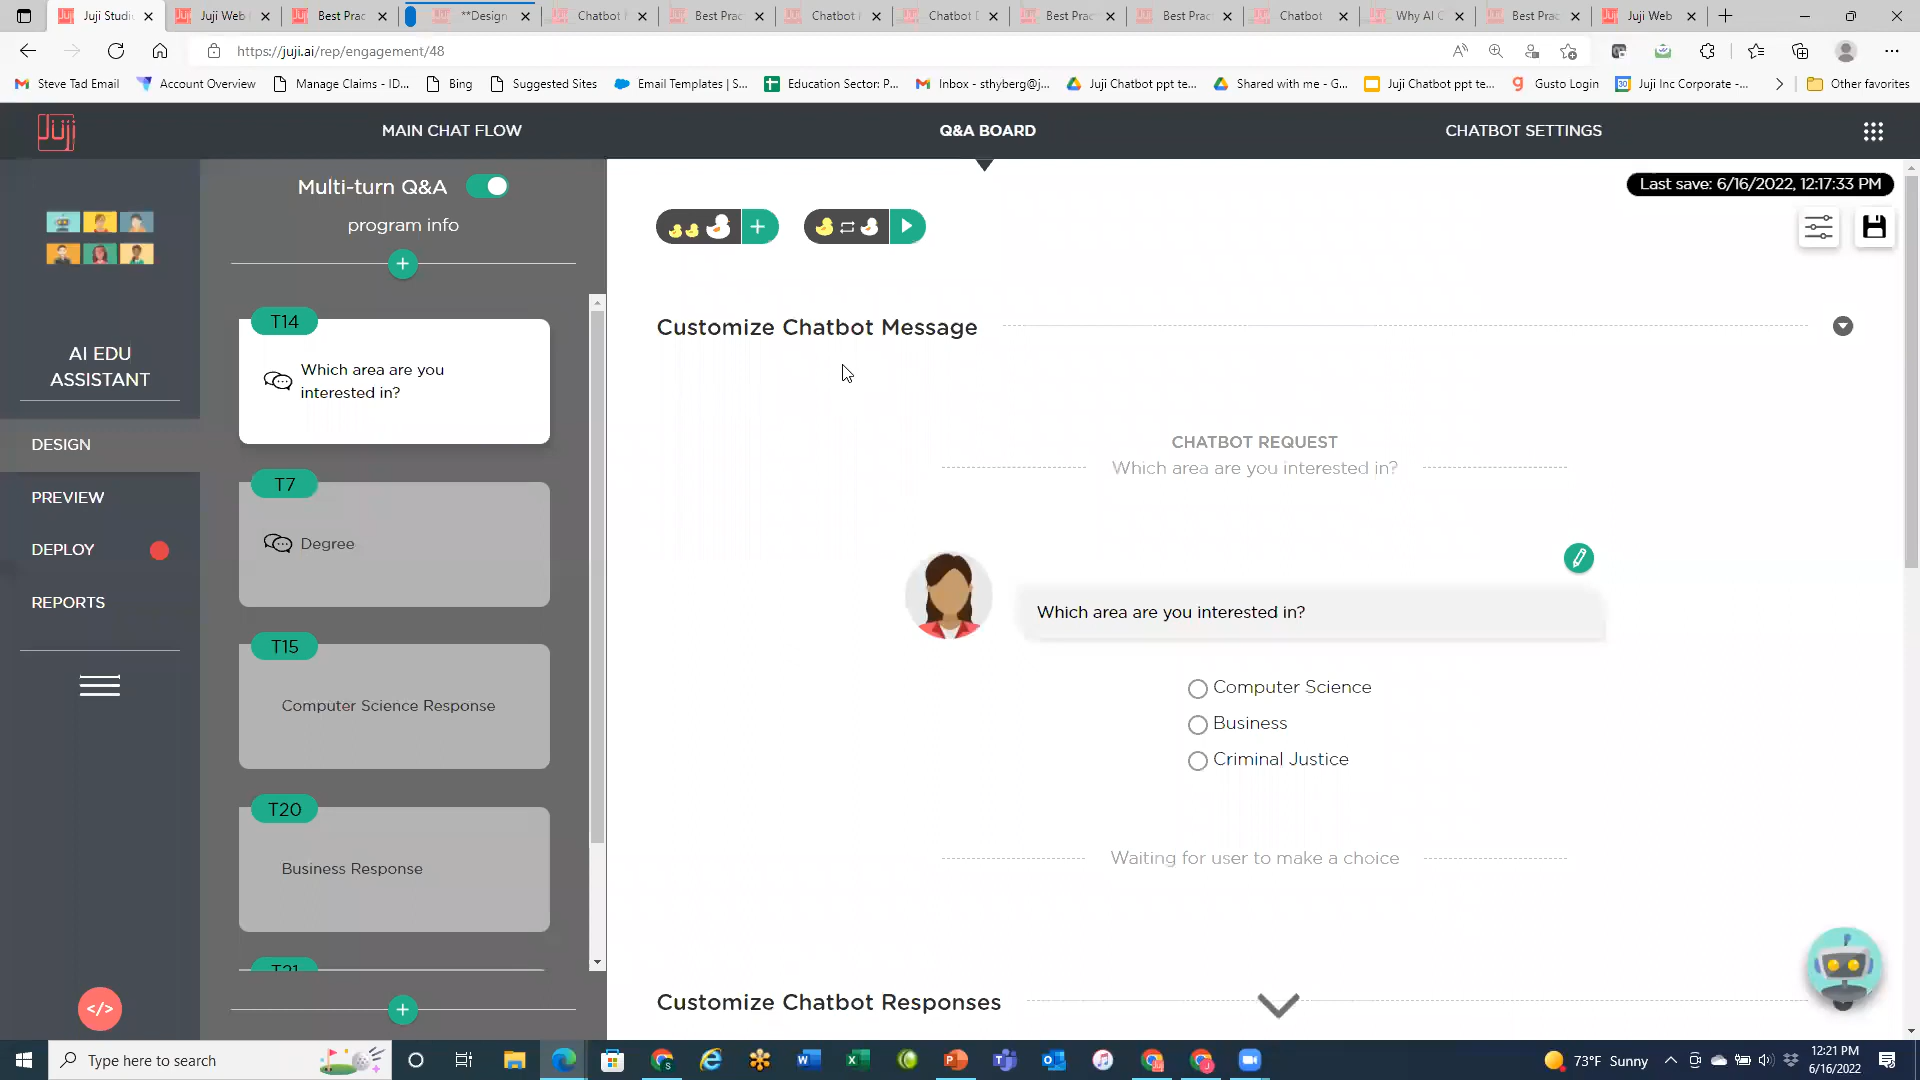 Juji Studi
Juji Web
Best Prac
**Design
Chatbot
Best Prac
Chatbot
Chatbot
Best Prac
Best Prac
Chatbot
Why AI C
Best Prac
Juji Web
https://juji.ai/rep/engagement/48
Steve Tad Email
Account Overview
Manage Claims - ID...
Bing
Suggested Sites
Email Templates | S...
Education Sector: P...
Inbox - sthyberg@j...
Juji Chatbot ppt te...
Shared with me - G...
Juji Chatbot ppt te...
Gusto Login
Juji Inc Corporate -...
Other favorites
Juji
MAIN CHAT FLOW
Q&A BOARD
CHATBOT SETTINGS
Multi-turn Q&A
program info
Last save: 6/16/2022, 12:17:33 PM
AI EDU
ASSISTANT
DESIGN
PREVIEW
DEPLOY
REPORTS
</>
T14
Which area are you
interested in?
T7
Degree
T15
Computer Science Response
T20
Business Response
T21
Customize Chatbot Message
CHATBOT REQUEST
Which area are you interested in?
Which area are you interested in?
Computer Science
Business
Criminal Justice
Waiting for user to make a choice
Customize Chatbot Responses
Type here to search
73°F Sunny
12:21 PM
6/16/2022